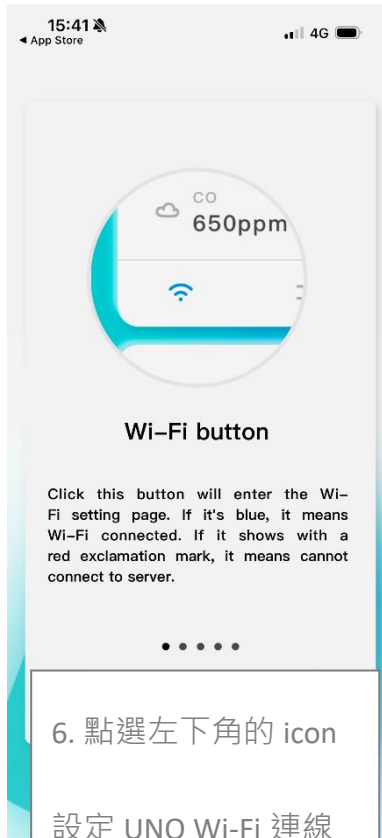 15:41
4G
◀ App Store
CO
650ppm
Wi-Fi button
Click this button will enter the Wi-
Fi setting page. If it's blue, it means
Wi-Fi connected. If it shows with a
red exclamation mark, it means cannot
connect to server.
6. 點選左下角的 icon
設定 UNO Wi-Fi 連線